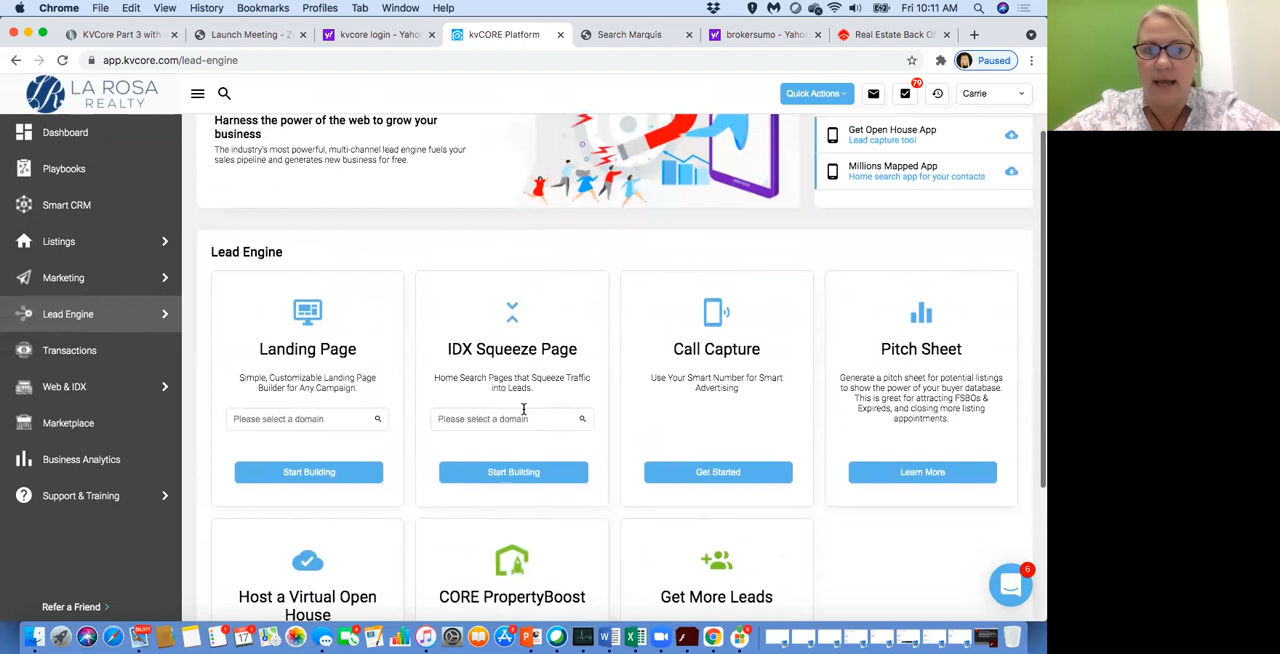 Chrome File Edit View History Bookmarks Profiles Tab Window Help
Fri 10:11 AM
KVCore Part 3 with
Launch Meeting - Z
kvcore login - Yahoo
kvCORE Platform
Search Marquis
brokersumo - Yahoo
Real Estate Back Of
app.kvcore.com/lead-engine
Paused
LR LA ROSA
REALTY
Quick Actions
79
Carrie
Dashboard
Playbooks
Smart CRM
Listings
Marketing
Lead Engine
Transactions
Web & IDX
Marketplace
Business Analytics
Support & Training
Refer a Friend
Harness the power of the web to grow your
business
The industry's most powerful, multi-channel lead engine fuels your
sales pipeline and generates new business for free.
Get Open House App
Lead capture tool
Millions Mapped App
Home search app for your contacts
Lead Engine
Landing Page
Simple, Customizable Landing Page
Builder for Any Campaign.
Please select a domain
Start Building
IDX Squeeze Page
Home Search Pages that Squeeze Traffic
into Leads.
Please select a domain
Start Building
Call Capture
Use Your Smart Number for Smart
Advertising
Get Started
Pitch Sheet
Generate a pitch sheet for potential listings
to show the power of your buyer database.
This is great for attracting FSBOs &
Expireds, and closing more listing
appointments.
Learn More
Host a Virtual Open
House
CORE PropertyBoost
Get More Leads
6